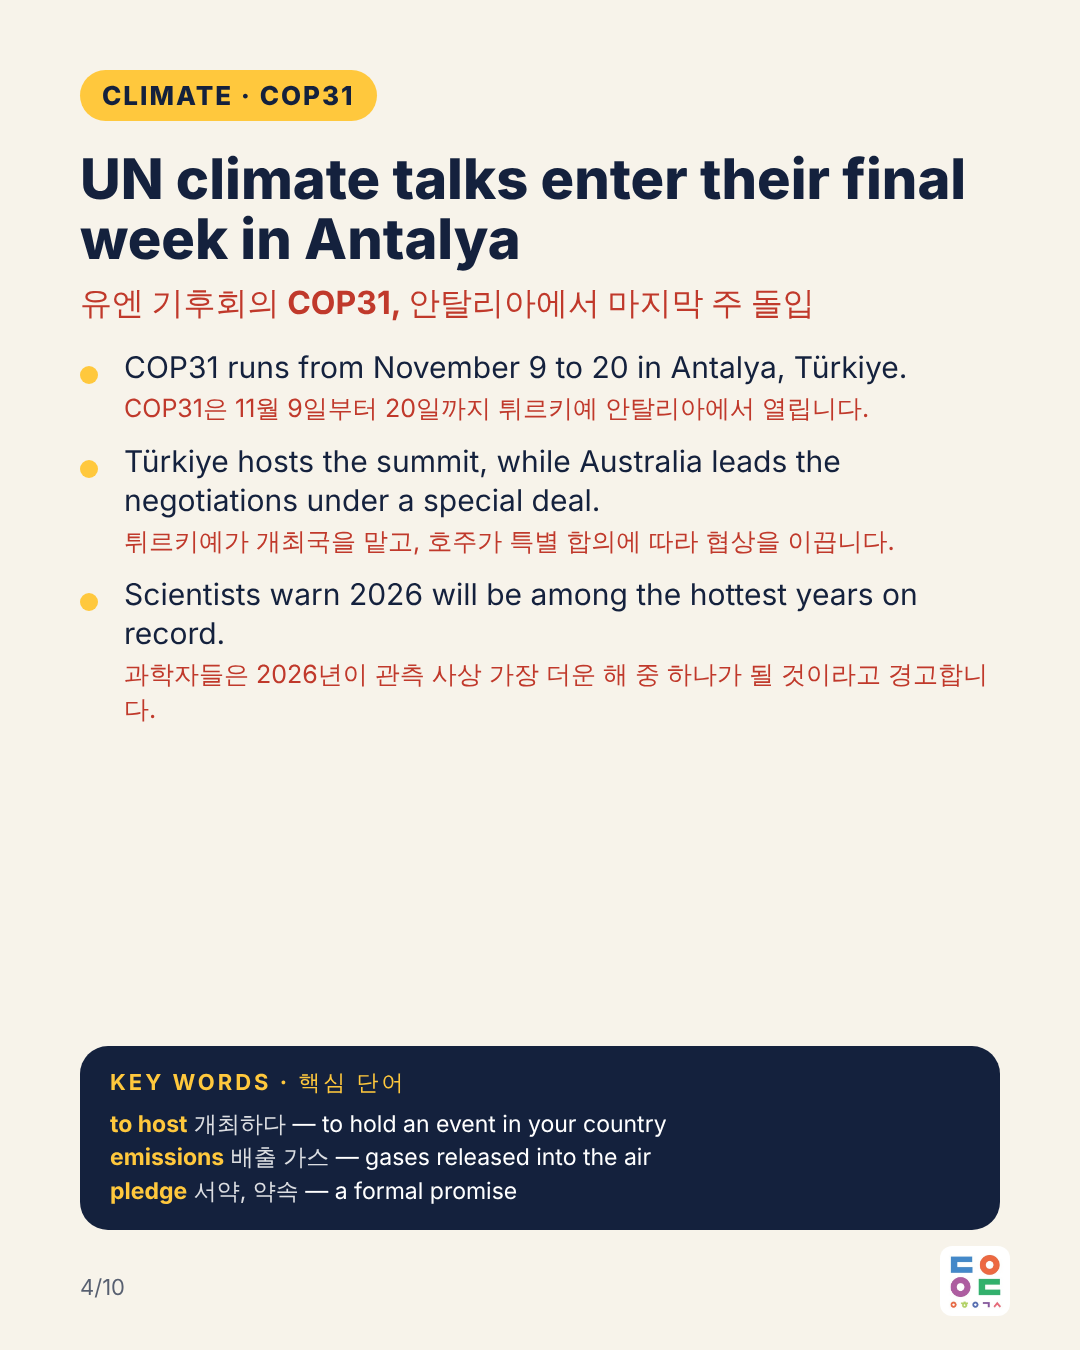 CLIMATE · COP31
UN climate talks enter their final
week in Antalya
유엔 기후회의 COP31, 안탈리아에서 마지막 주 돌입
COP31 runs from November 9 to 20 in Antalya, Türkiye.
COP31은 11월 9일부터 20일까지 튀르키예 안탈리아에서 열립니다.
Türkiye hosts the summit, while Australia leads the
negotiations under a special deal.
튀르키예가 개최국을 맡고, 호주가 특별 합의에 따라 협상을 이끕니다.
Scientists warn 2026 will be among the hottest years on
record.
과학자들은 2026년이 관측 사상 가장 더운 해 중 하나가 될 것이라고 경고합니
다.
KEY WORDS · 핵심 단어
to host 개최하다 — to hold an event in your country
emissions 배출 가스 — gases released into the air
pledge 서약, 약속 — a formal promise
4/10